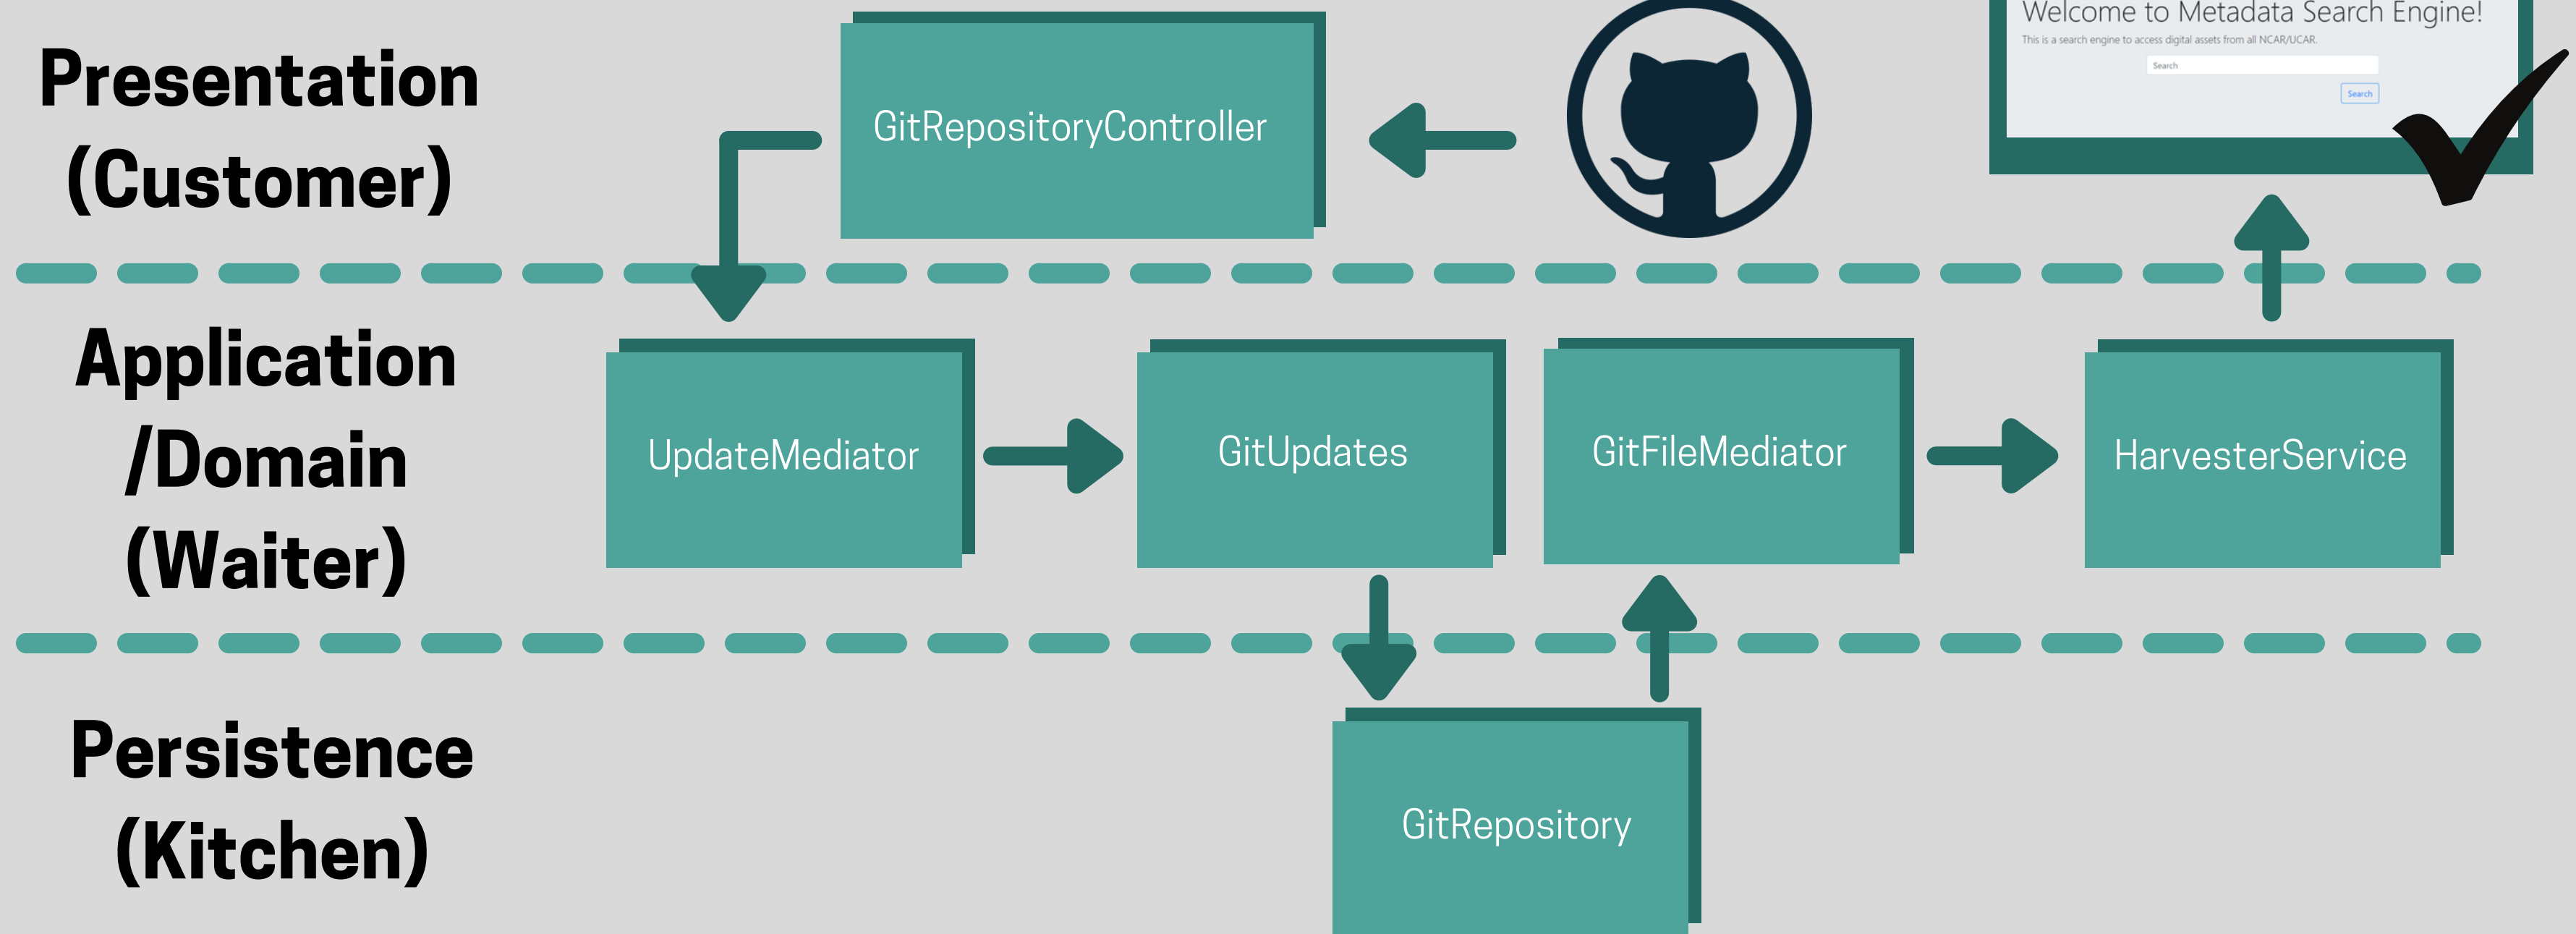 Welcome to Metadata Search Engine!
This is a search engine to access digital assets from all NCAR/UCAR.
Search
Search
Presentation
(Customer)
GitRepositoryController
Application
/Domain
(Waiter)
UpdateMediator
GitUpdates
GitFileMediator
HarvesterService
Persistence
(Kitchen)
GitRepository